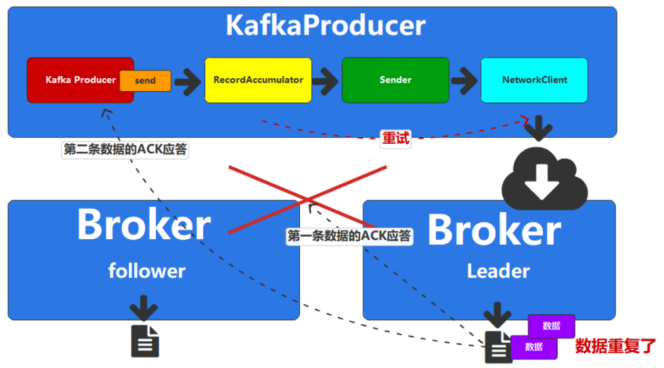 KafkaProducer
Kafka Producer
send
RecordAccumulator
Sender
NetworkClient
重试
第二条数据的ACK应答
Broker
follower
第一条数据的ACK应答
Broker
Leader
数据
数据
数据重复了